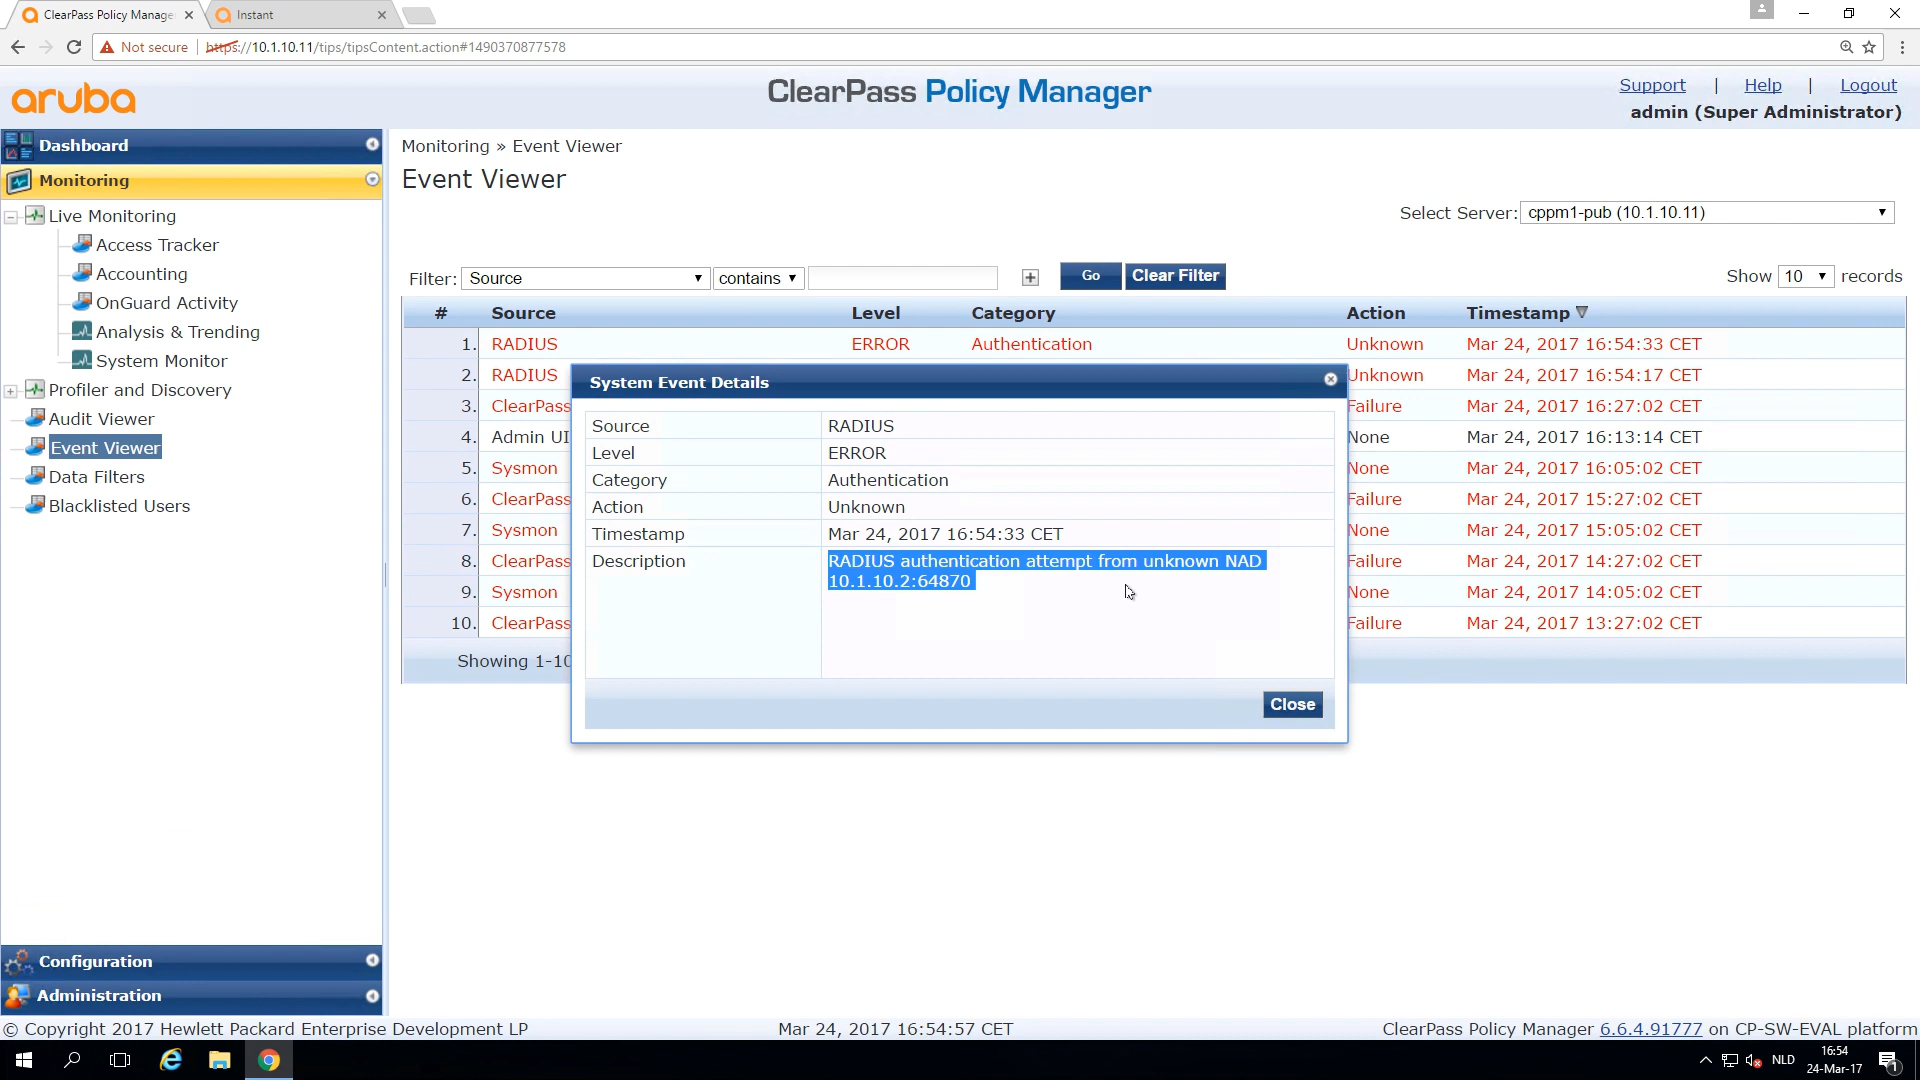 ClearPass Policy Manage
Instant
Not secure
https://10.1.10.11/tips/tipsContent.action#1490370877578
aruba
ClearPass Policy Manager
Support | Help | Logout
admin (Super Administrator)
Dashboard
Monitoring
Live Monitoring
Access Tracker
Accounting
OnGuard Activity
Analysis & Trending
System Monitor
Profiler and Discovery
Audit Viewer
Event Viewer
Data Filters
Blacklisted Users
Configuration
Administration
Monitoring » Event Viewer
Event Viewer
Select Server: cppm1-pub (10.1.10.11)
Filter: Source contains Go Clear Filter Show 10 records
# Source Level Category Action Timestamp
1. RADIUS ERROR Authentication Unknown Mar 24, 2017 16:54:33 CET
2. RADIUS Unknown Mar 24, 2017 16:54:17 CET
3. ClearPass Failure Mar 24, 2017 16:27:02 CET
4. Admin UI None Mar 24, 2017 16:13:14 CET
5. Sysmon None Mar 24, 2017 16:05:02 CET
6. ClearPass Failure Mar 24, 2017 15:27:02 CET
7. Sysmon None Mar 24, 2017 15:05:02 CET
8. ClearPass Failure Mar 24, 2017 14:27:02 CET
9. Sysmon None Mar 24, 2017 14:05:02 CET
10. ClearPass Failure Mar 24, 2017 13:27:02 CET
Showing 1-10
System Event Details
Source RADIUS
Level ERROR
Category Authentication
Action Unknown
Timestamp Mar 24, 2017 16:54:33 CET
Description RADIUS authentication attempt from unknown NAD
10.1.10.2:64870
Close
© Copyright 2017 Hewlett Packard Enterprise Development LP Mar 24, 2017 16:54:57 CET ClearPass Policy Manager 6.6.4.91777 on CP-SW-EVAL platform
NLD
16:54
24-Mar-17
1